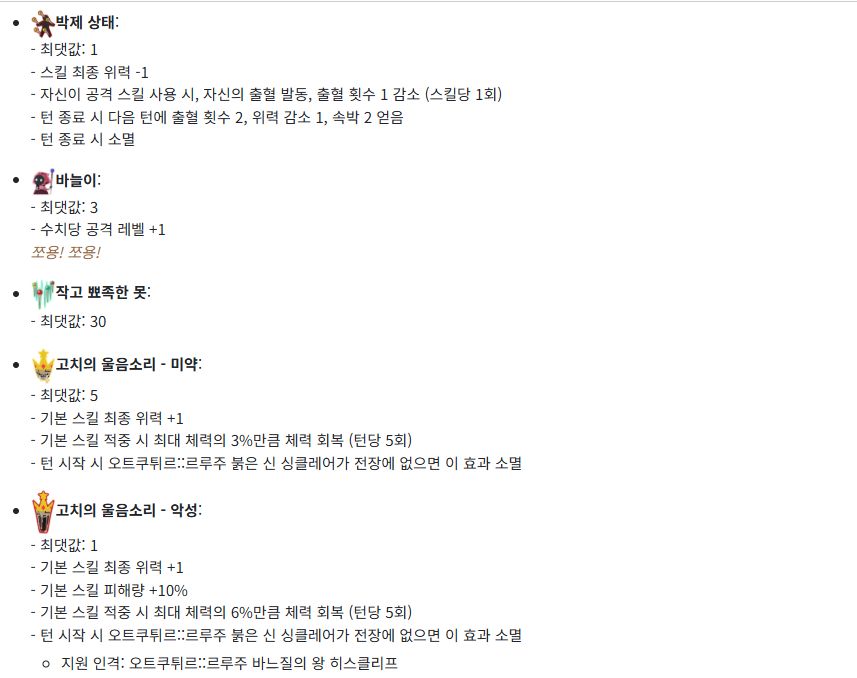 박제 상태:
- 최댓값: 1
- 스킬 최종 위력 -1
- 자신이 공격 스킬 사용 시, 자신의 출혈 발동, 출혈 횟수 1 감소 (스킬당 1회)
- 턴 종료 시 다음 턴에 출혈 횟수 2, 위력 감소 1, 속박 2 얻음
- 턴 종료 시 소멸
바늘이:
- 최댓값: 3
- 수치당 공격 레벨 +1
쪼용! 쪼용!
작고 뾰족한 못:
- 최댓값: 30
고치의 울음소리 - 미약:
- 최댓값: 5
- 기본 스킬 최종 위력 +1
- 기본 스킬 적중 시 최대 체력의 3%만큼 체력 회복 (턴당 5회)
- 턴 시작 시 오트쿠튀르::르루주 붉은 신 싱클레어가 전장에 없으면 이 효과 소멸
고치의 울음소리 - 악성:
- 최댓값: 1
- 기본 스킬 최종 위력 +1
- 기본 스킬 피해량 +10%
- 기본 스킬 적중 시 최대 체력의 6%만큼 체력 회복 (턴당 5회)
- 턴 시작 시 오트쿠튀르::르루주 붉은 신 싱클레어가 전장에 없으면 이 효과 소멸
지원 인격: 오트쿠튀르::르루주 바느질의 왕 히스클리프